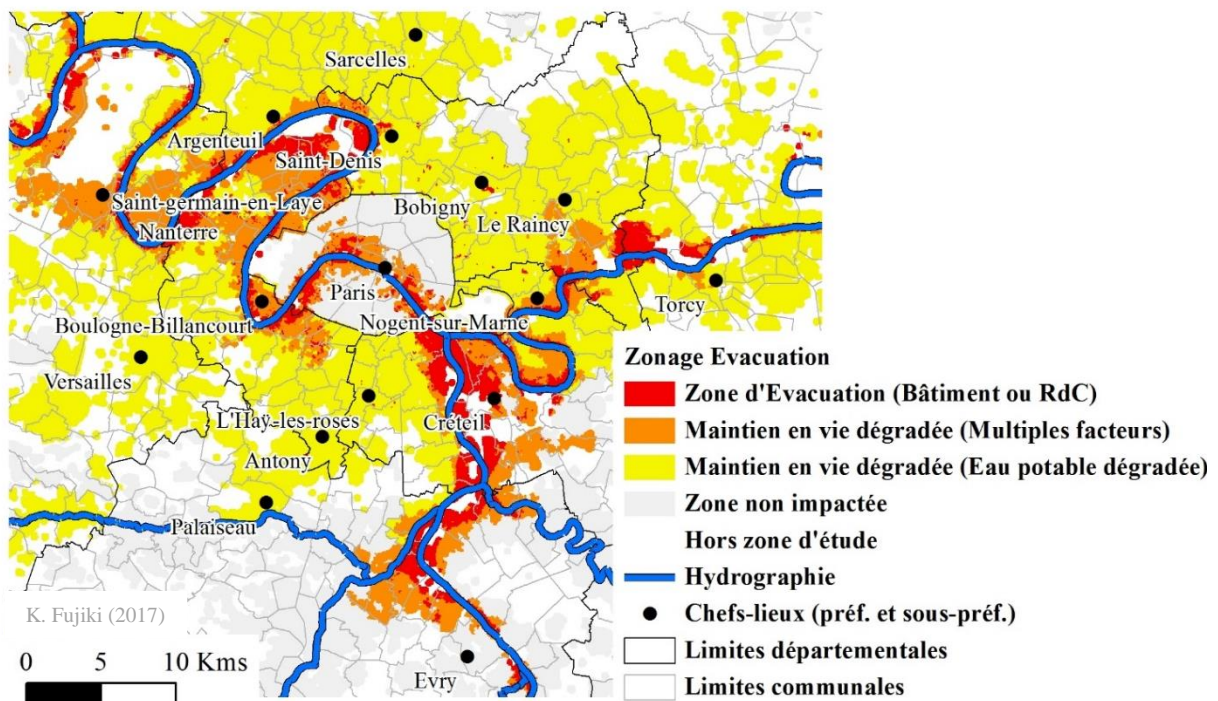 Sarcelles
Argenteuil
Saint-Denis
Saint-germain-en-Laye
Bobigny
Nanterre
Le Raincy
Paris
Torcy
Boulogne-Billancourt
Nogent-sur-Marne
Versailles
L'Haÿ-les-roses
Créteil
Antony
Palaiseau
Evry
K. Fujiki (2017)
0 5 10 Kms
Zonage Evacuation
Zone d'Evacuation (Bâtiment ou RdC)
Maintien en vie dégradée (Multiples facteurs)
Maintien en vie dégradée (Eau potable dégradée)
Zone non impactée
Hors zone d'étude
Hydrographie
Chefs-lieux (préf. et sous-préf.)
Limites départementales
Limites communales